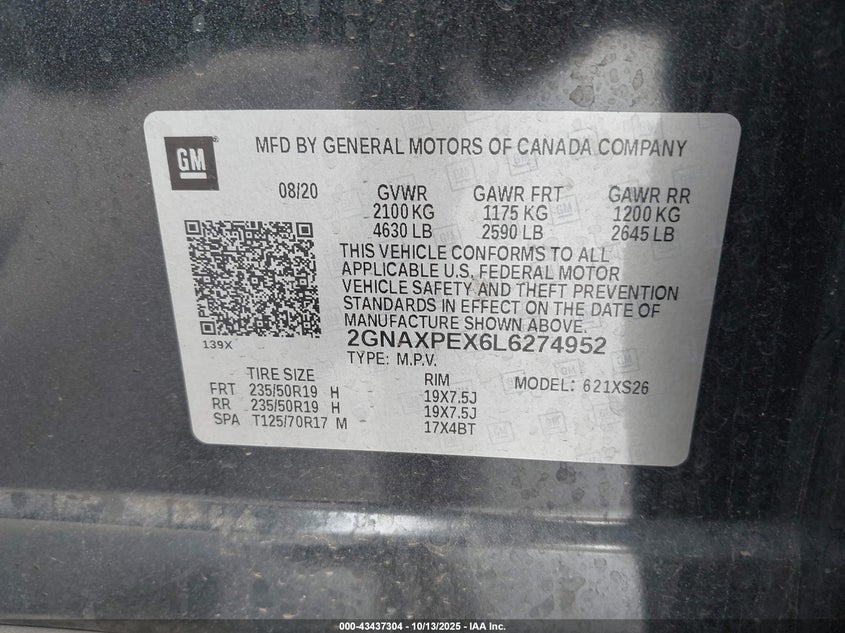 GM
MFD BY GENERAL MOTORS OF CANADA COMPANY
08/20 GVWR GAWR FRT GAWR RR
2100 KG 1175 KG 1200 KG
4630 LB 2590 LB 2645 LB
THIS VEHICLE CONFORMS TO ALL
APPLICABLE U.S. FEDERAL MOTOR
VEHICLE SAFETY AND THEFT PREVENTION
STANDARDS IN EFFECT ON THE DATE OF
MANUFACTURE SHOWN ABOVE.
139X
2GNAXPEX6L6274952
TYPE: M.P.V.
TIRE SIZE RIM MODEL: 621XS26
FRT 235/50R19 H 19X7.5J
RR 235/50R19 H 19X7.5J
SPA T125/70R17 M 17X4BT
000-43437304 - 10/13/2025 - IAA Inc.